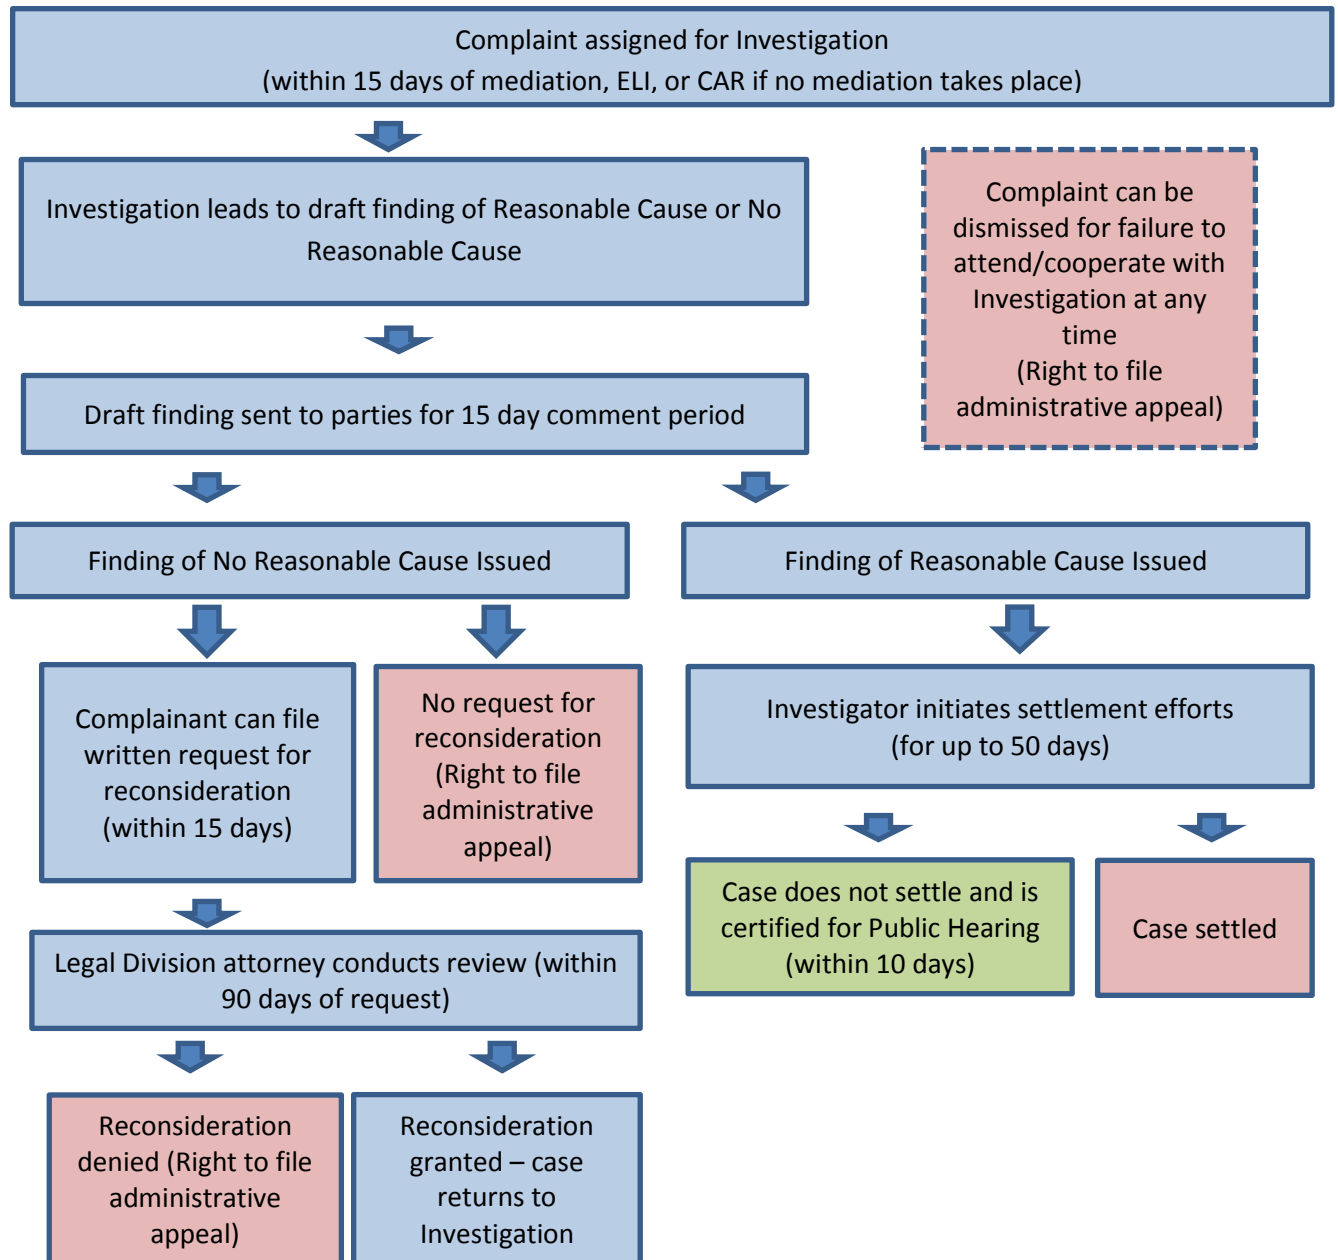 Complaint assigned for Investigation
(within 15 days of mediation, ELI, or CAR if no mediation takes place)
Investigation leads to draft finding of Reasonable Cause or No
Reasonable Cause
Complaint can be
dismissed for failure to
attend/cooperate with
Investigation at any
time
(Right to file
administrative appeal)
Draft finding sent to parties for 15 day comment period
Finding of No Reasonable Cause Issued
Finding of Reasonable Cause Issued
Complainant can file
written request for
reconsideration
(within 15 days)
No request for
reconsideration
(Right to file
administrative
appeal)
Investigator initiates settlement efforts
(for up to 50 days)
Case does not settle and is
certified for Public Hearing
(within 10 days)
Case settled
Legal Division attorney conducts review (within
90 days of request)
Reconsideration
denied (Right to file
administrative
appeal)
Reconsideration
granted – case
returns to
Investigation